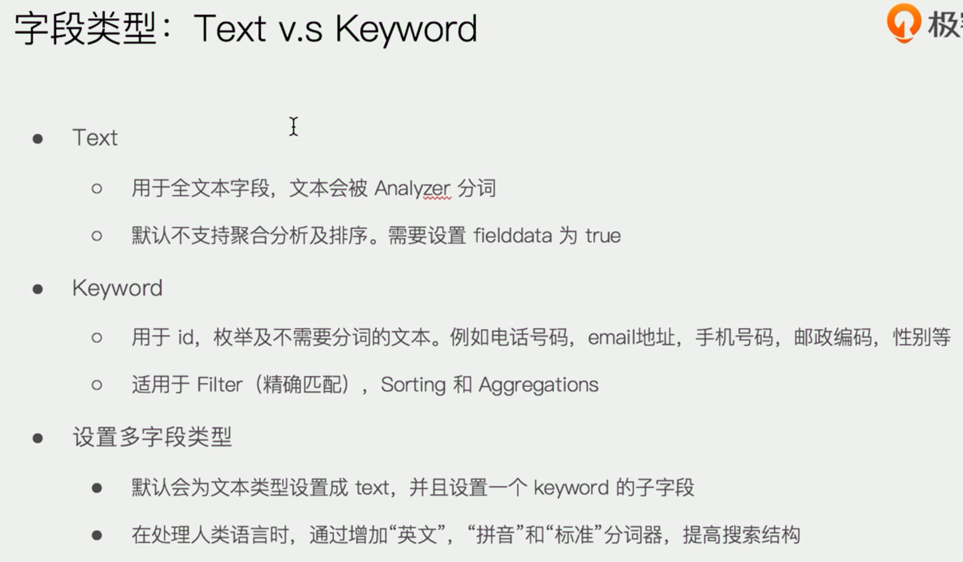 字段类型：Text v.s Keyword
极
Text
用于全文本字段，文本会被 Analyzer 分词
默认不支持聚合分析及排序。需要设置 fielddata 为 true
Keyword
用于 id，枚举及不需要分词的文本。例如电话号码，email地址，手机号码，邮政编码，性别等
适用于 Filter（精确匹配），Sorting 和 Aggregations
设置多字段类型
默认会为文本类型设置成 text，并且设置一个 keyword 的子字段
在处理人类语言时，通过增加“英文”，“拼音”和“标准”分词器，提高搜索结构